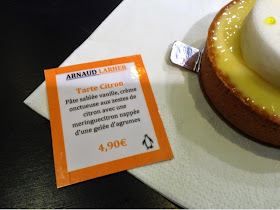 ARNAUD LARHER
Tarte Citron
Pâte sablée vanille, crème
onctueuse aux zestes de
citron avec une
meringuecitron nappée
d'une gelée d'agrumes
4,90€